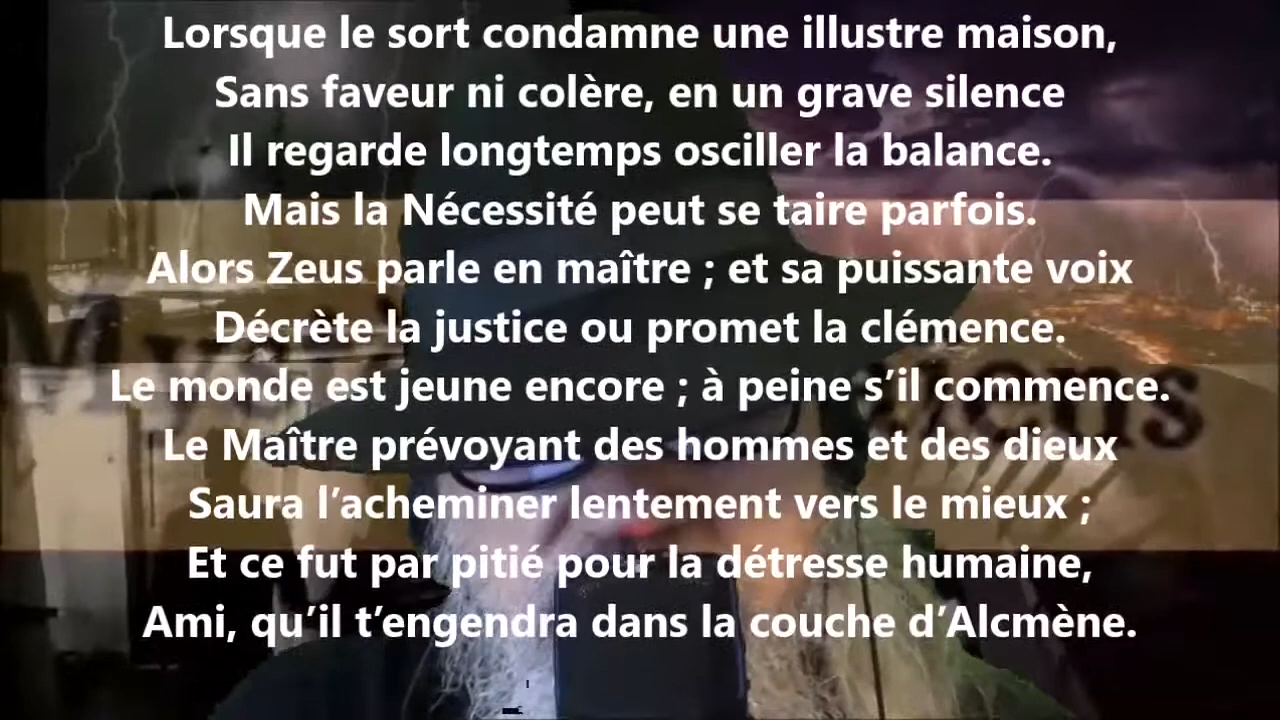 Lorsque le sort condamne une illustre maison,
Sans faveur ni colère, en un grave silence
Il regarde longtemps osciller la balance.
Mais la Nécessité peut se taire parfois.
Alors Zeus parle en maître ; et sa puissante voix
Décrète la justice ou promet la clémence.
Le monde est jeune encore ; à peine s’il commence.
Le Maître prévoyant des hommes et des dieux
Saura l’acheminer lentement vers le mieux ;
Et ce fut par pitié pour la détresse humaine,
Ami, qu’il t’engendra dans la couche d’Alcmène.